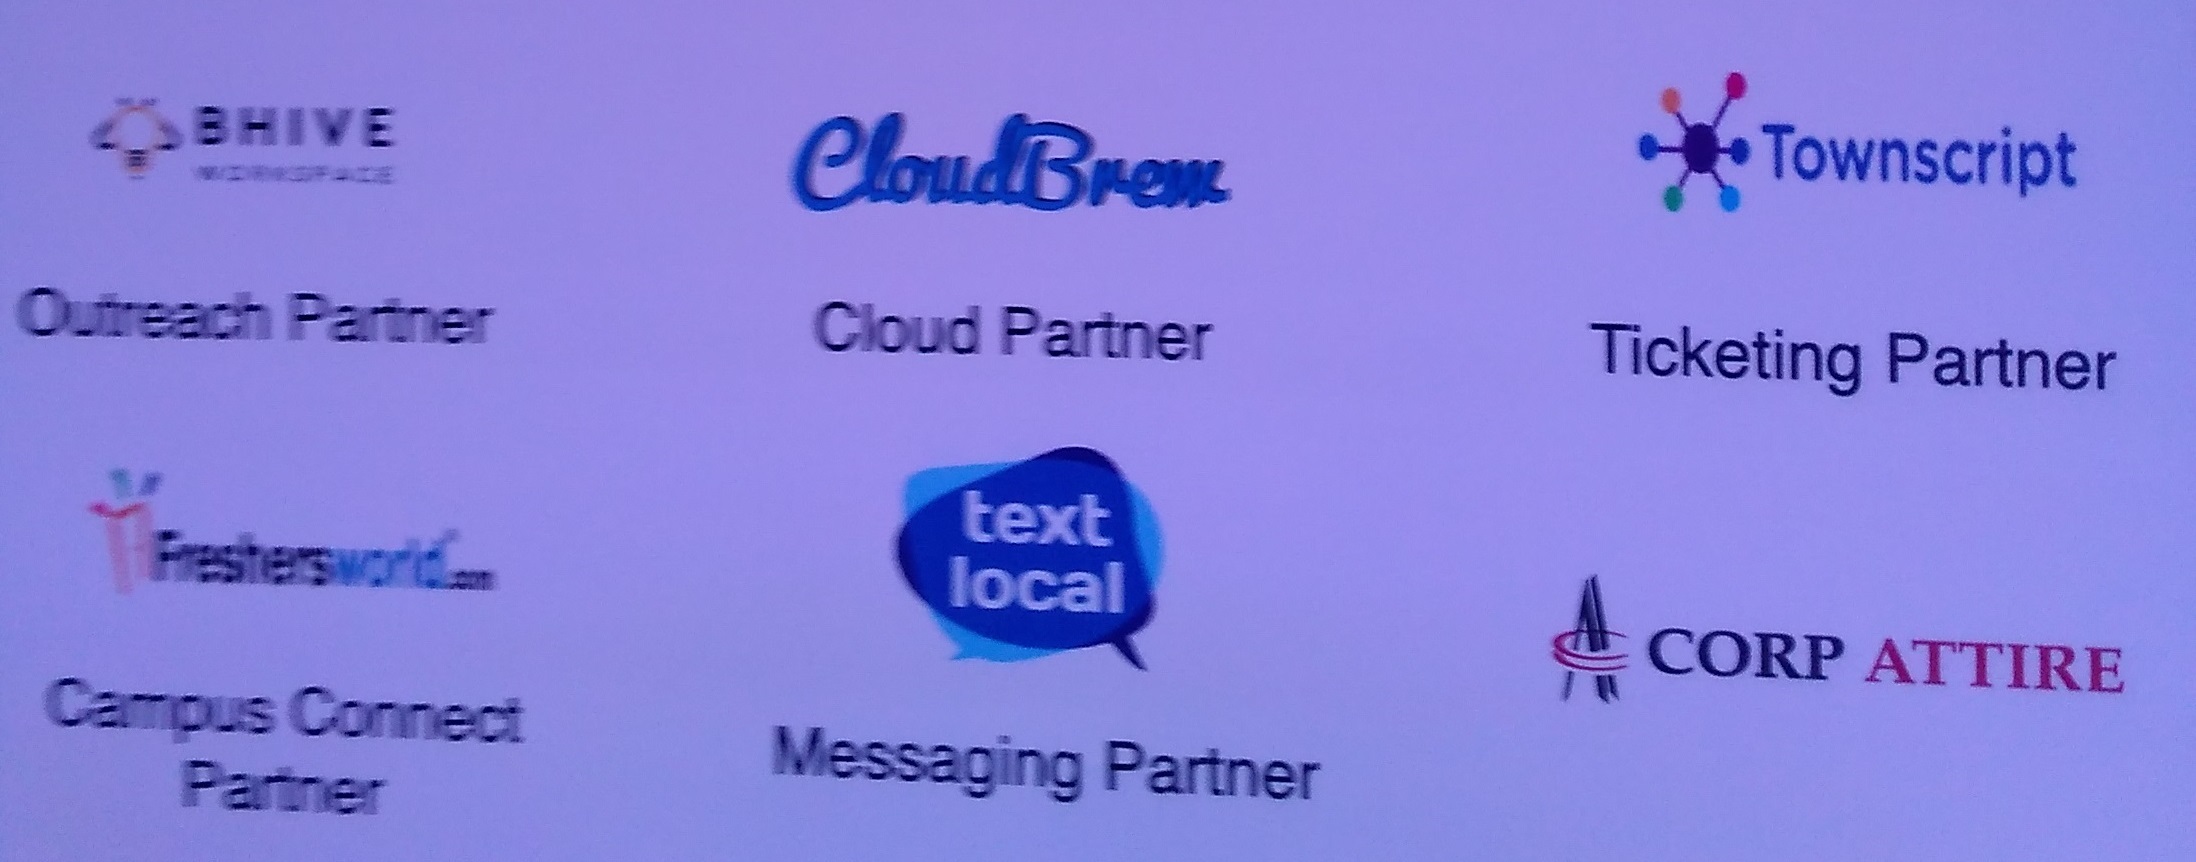 BHIVE
WORKSPACE
CloudBrew
Townscript
Outreach Partner
Cloud Partner
Ticketing Partner
Freshersworld.com
text
local
CORP ATTIRE
Campus Connect
Partner
Messaging Partner